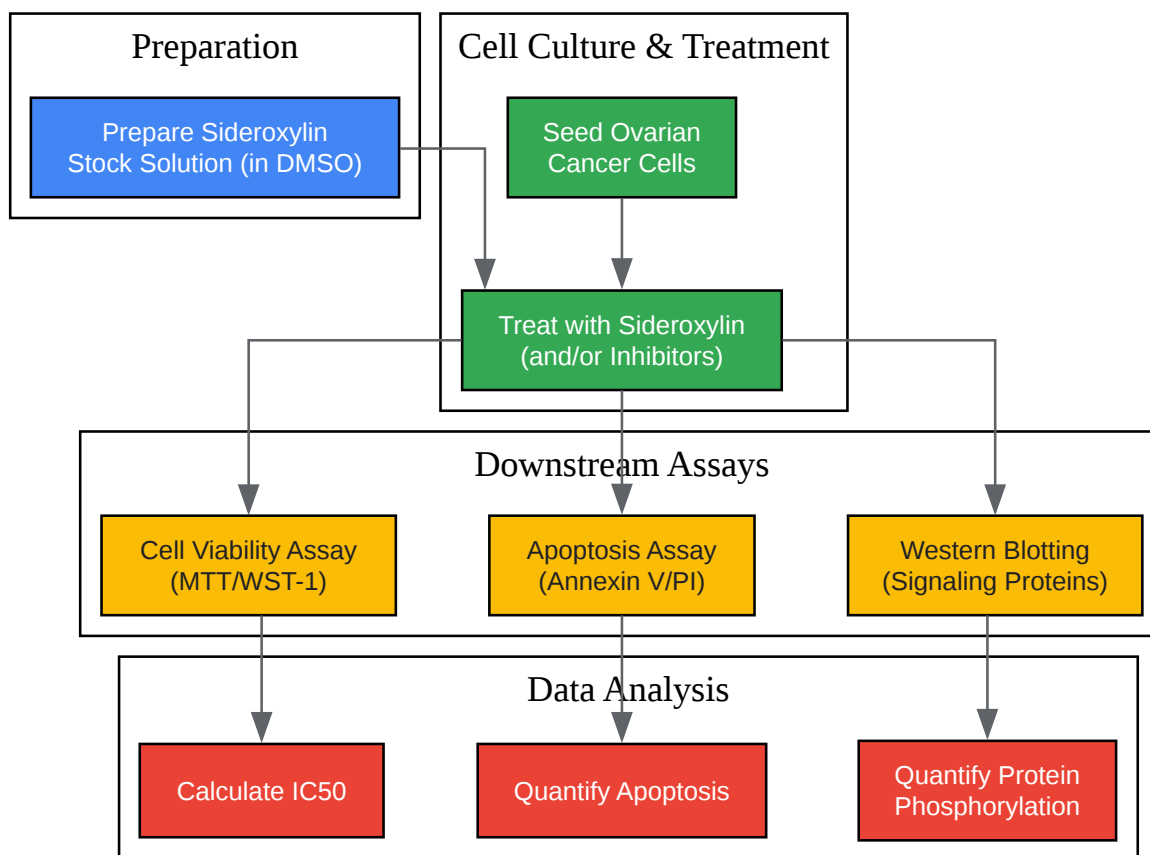 Preparation
Cell Culture & Treatment
Prepare Sideroxylin
Stock Solution (in DMSO)
Seed Ovarian
Cancer Cells
Treat with Sideroxylin
(and/or Inhibitors)
Downstream Assays
Cell Viability Assay
(MTT/WST-1)
Apoptosis Assay
(Annexin V/PI)
Western Blotting
(Signaling Proteins)
Data Analysis
Calculate IC50
Quantify Apoptosis
Quantify Protein
Phosphorylation